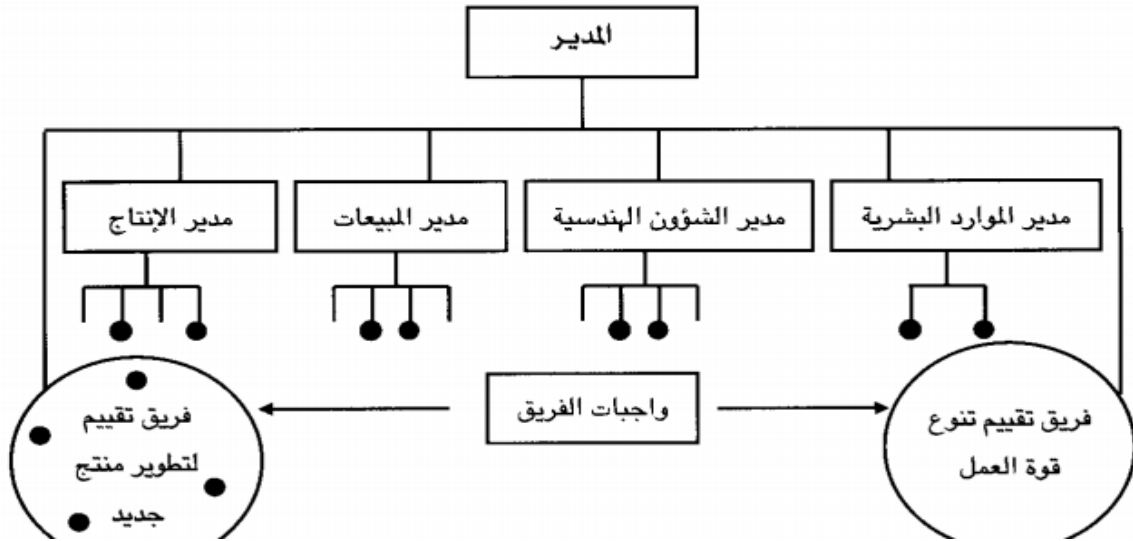 المدير
مدير الموارد البشرية
مدير الشؤون الهندسية
مدير المبيعات
مدير الإنتاج
فريق تقييم تنوع
قوة العمل
واجبات الفريق
فريق تقييم
لتطوير منتج
جديد